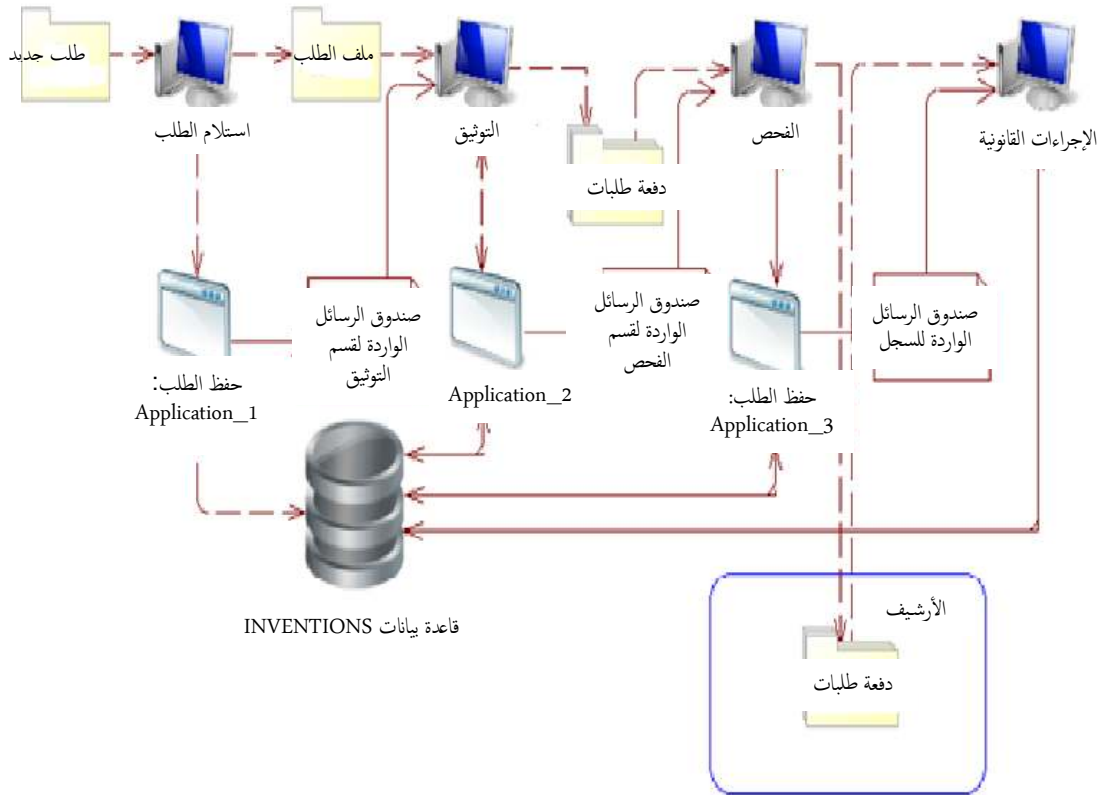 طلب جديد
ملف الطلب
استلام الطلب
التوثيق
الفحص
الإجراءات القانونية
دفعة طلبات
صندوق الرسائل
الواردة لقسم
التوثيق
صندوق الرسائل
الواردة لقسم
الفحص
صندوق الرسائل
الواردة للسجل
حفظ الطلب:
Application_1
Application_2
حفظ الطلب:
Application_3
قاعدة بيانات INVENTIONS
الأرشيف
دفعة طلبات